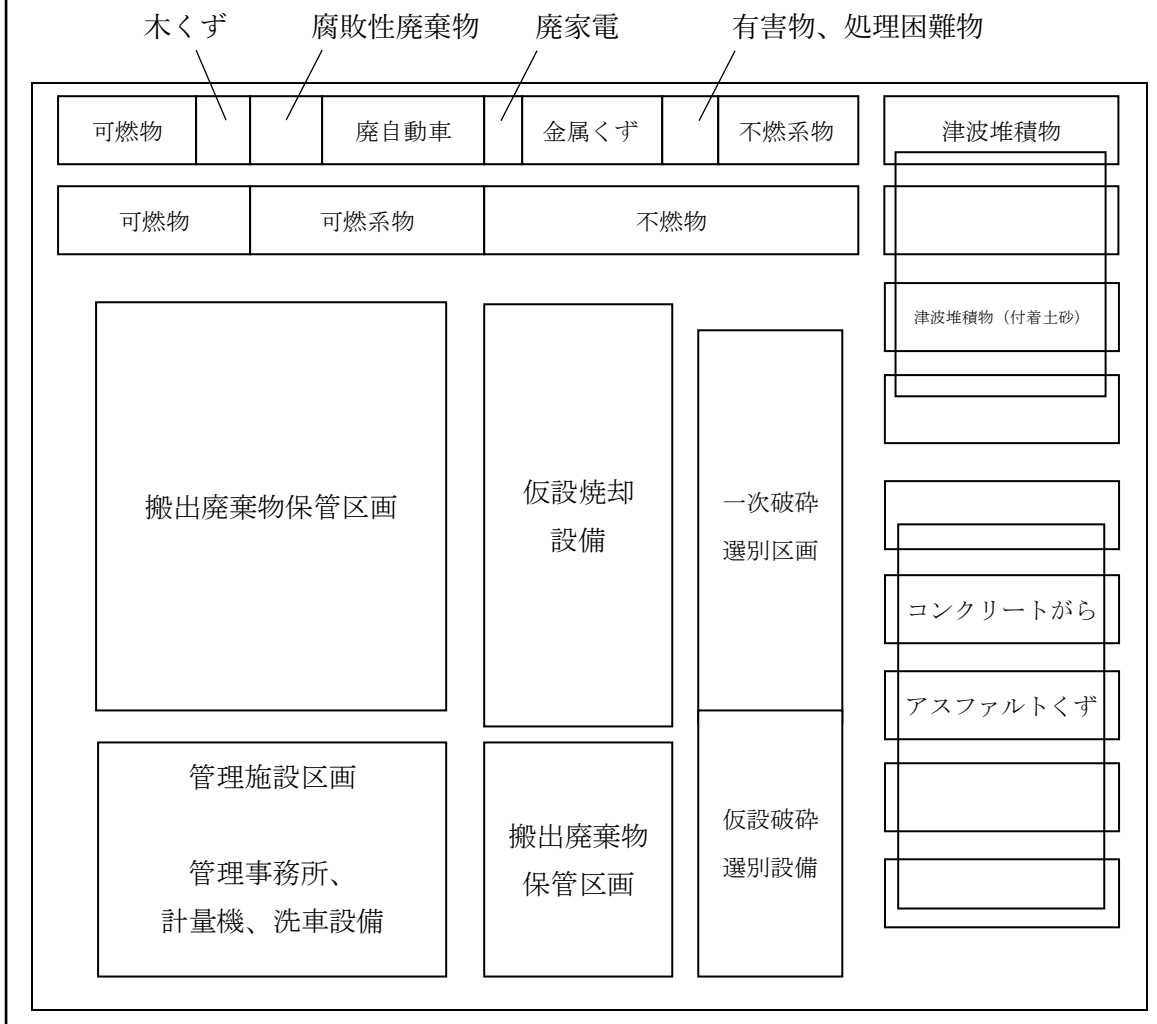 木くず 腐敗性廃棄物 廃家電 有害物、処理困難物
可燃物 廃自動車 金属くず 不燃系物 津波堆積物
可燃物 可燃系物 不燃物
津波堆積物（付着土砂）
搬出廃棄物保管区画
仮設焼却
設備
一次破砕
選別区画
コンクリートがら
アスファルトくず
管理施設区画
管理事務所、
計量機、洗車設備
搬出廃棄物
保管区画
仮設破砕
選別設備